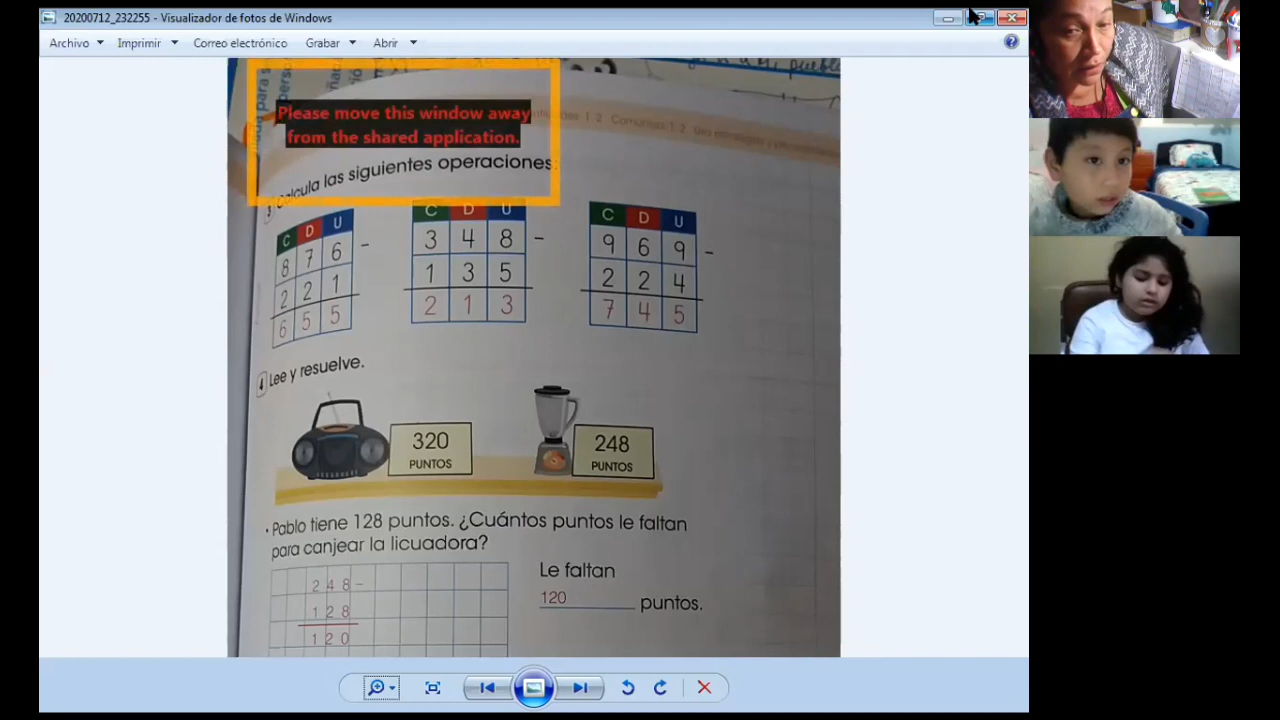 20200712_232255 - Visualizador de fotos de Windows
Archivo Imprimir Correo electrónico Grabar Abrir
Please move this window away
from the shared application.
3 Calcula las siguientes operaciones:
C D U
8 7 6 -
2 2 1
6 5 5
C D U
3 4 8 -
1 3 5
2 1 3
C D U
9 6 9 -
2 2 4
7 4 5
4 Lee y resuelve.
320
PUNTOS
248
PUNTOS
· Pablo tiene 128 puntos. ¿Cuántos puntos le faltan
para canjear la licuadora?
2 4 8 -
1 2 8
1 2 0
Le faltan
120 puntos.